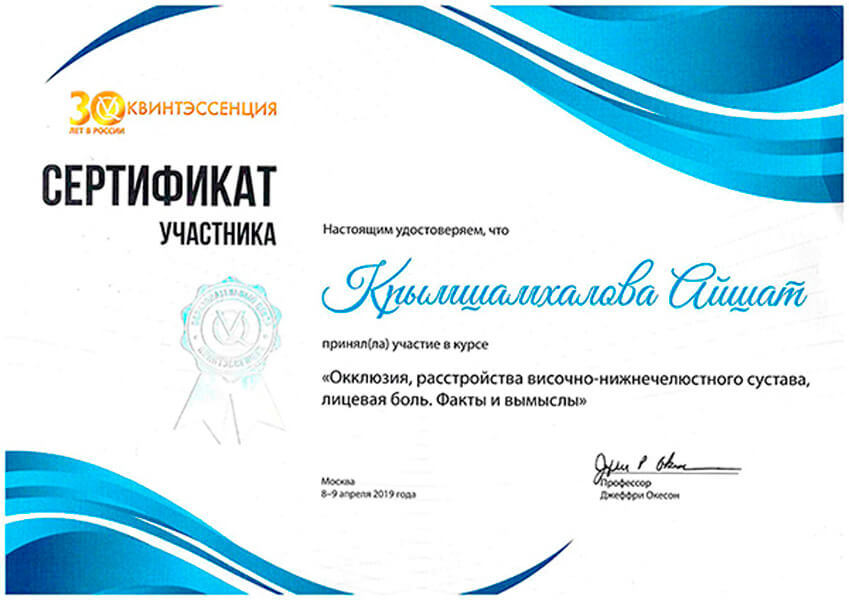 30 КВИНТЭССЕНЦИЯ
ЛЕТ В РОССИИ
СЕРТИФИКАТ
УЧАСТНИКА
Настоящим удостоверяем, что
Крымшамхалова Айшат
принял(ла) участие в курсе
«Окклюзия, расстройства височно-нижнечелюстного сустава,
лицевая боль. Факты и вымыслы»
Москва
8–9 апреля 2019 года
Профессор
Джеффри Окесон